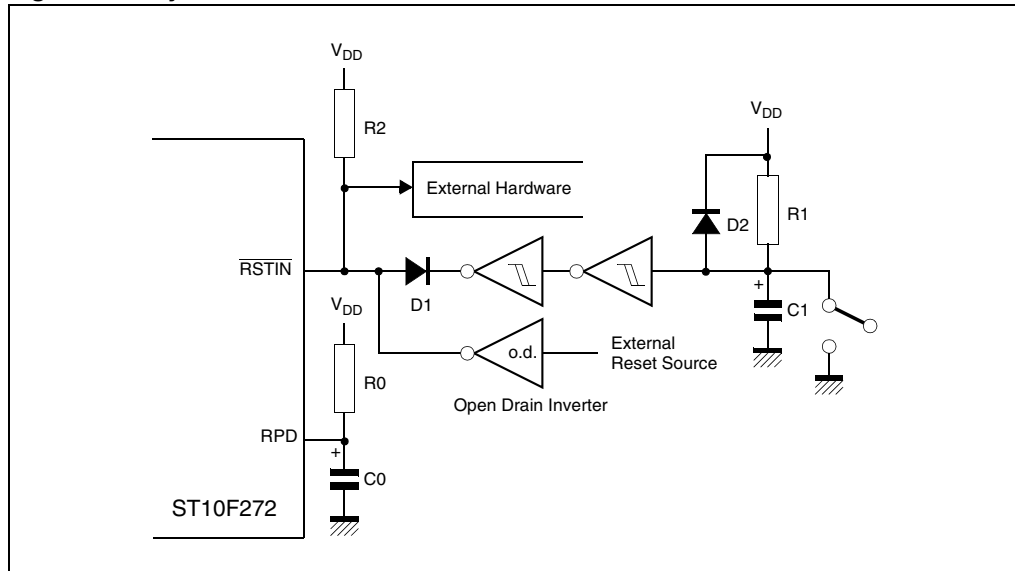 VDD
R2
VDD
External Hardware
D2
R1
RSTIN
D1
+
C1
VDD
o.d.
External
Reset Source
R0
Open Drain Inverter
RPD
+
C0
ST10F272